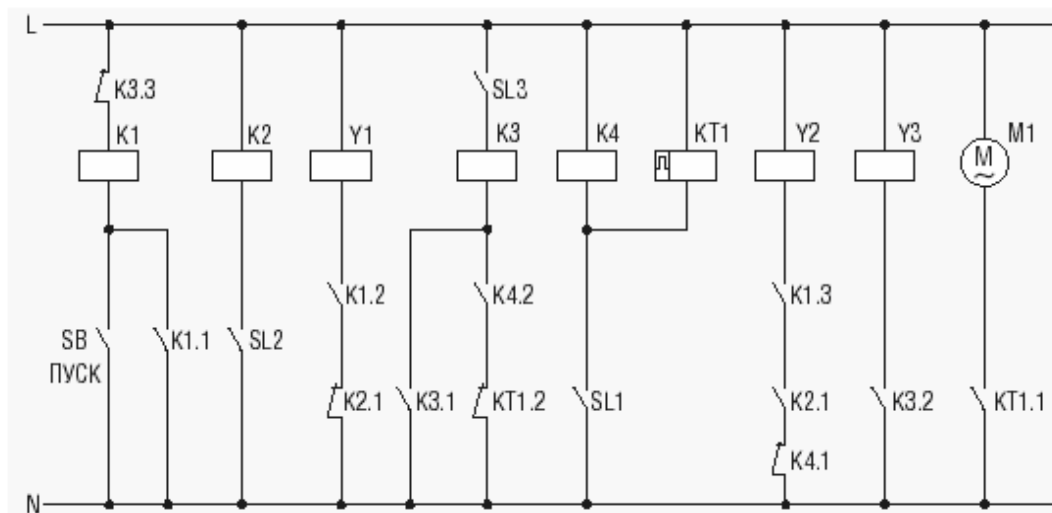 L
K3.3
SL3
K1
K2
Y1
K3
K4
KT1
Y2
Y3
M1
M
~
K1.2
K4.2
K1.3
SB
ПУСК
K1.1
SL2
K2.1
K3.1
KT1.2
SL1
K2.1
K3.2
KT1.1
K4.1
N